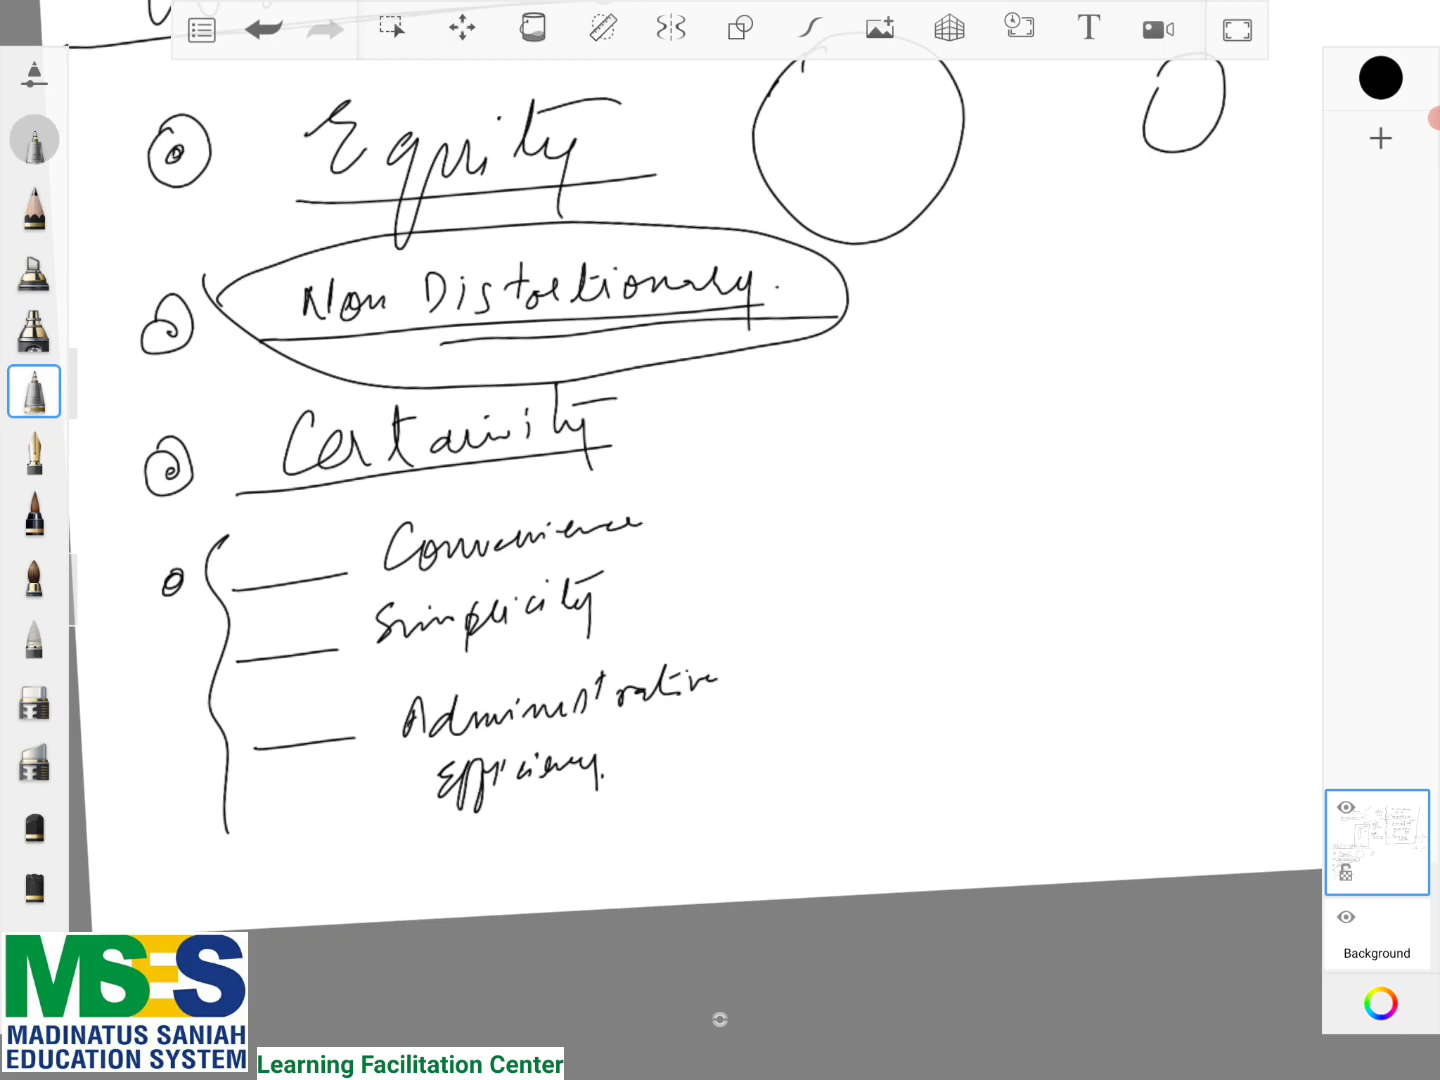 T
Equity
Non Distortionary.
Certainity
Convenience
Simplicity
Administrative
Efficiency.
Background
MSES
MADINATUS SANIAH
EDUCATION SYSTEM
Learning Facilitation Center